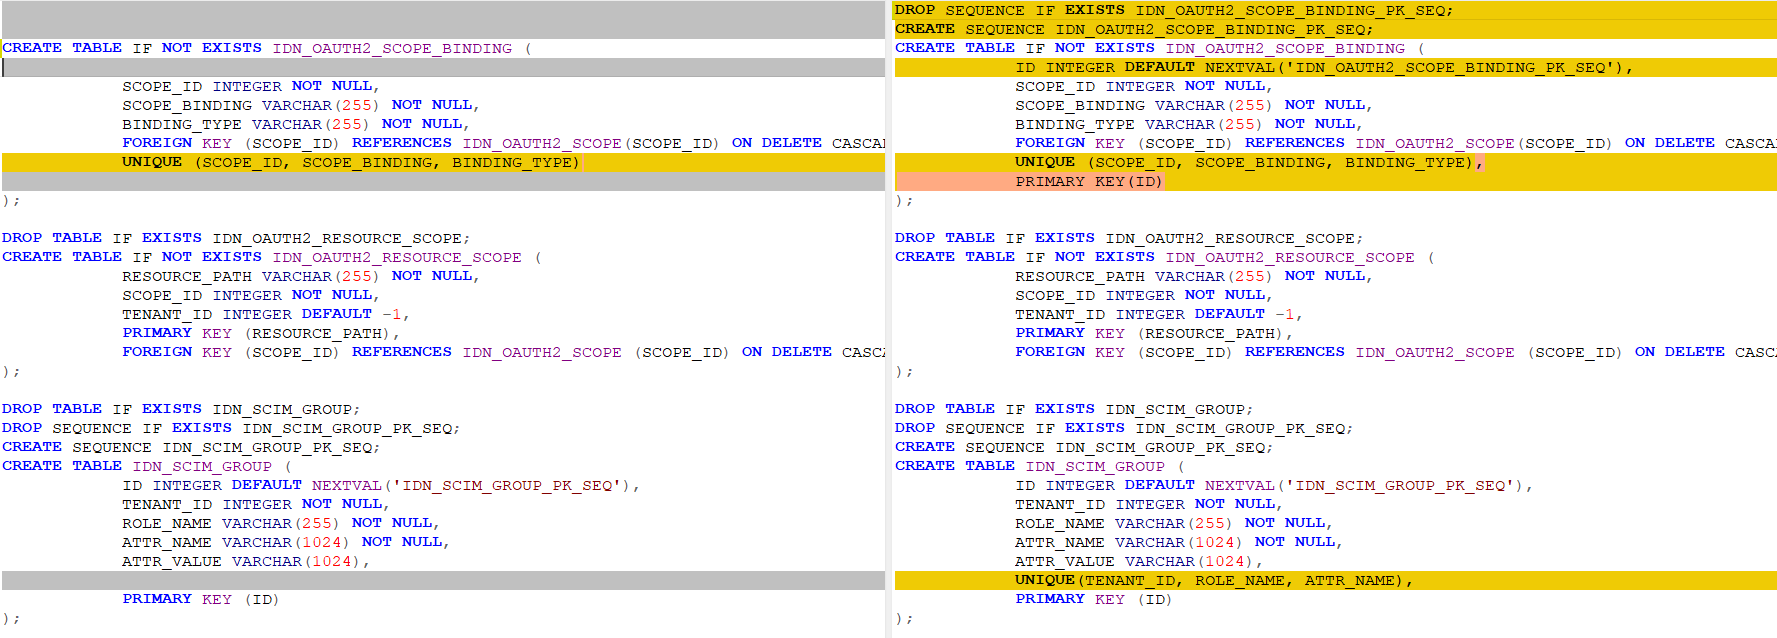 CREATE TABLE IF NOT EXISTS IDN_OAUTH2_SCOPE_BINDING (
SCOPE_ID INTEGER NOT NULL,
SCOPE_BINDING VARCHAR(255) NOT NULL,
BINDING_TYPE VARCHAR(255) NOT NULL,
FOREIGN KEY (SCOPE_ID) REFERENCES IDN_OAUTH2_SCOPE(SCOPE_ID) ON DELETE CASCA
UNIQUE (SCOPE_ID, SCOPE_BINDING, BINDING_TYPE)
);
DROP TABLE IF EXISTS IDN_OAUTH2_RESOURCE_SCOPE;
CREATE TABLE IF NOT EXISTS IDN_OAUTH2_RESOURCE_SCOPE (
RESOURCE_PATH VARCHAR(255) NOT NULL,
SCOPE_ID INTEGER NOT NULL,
TENANT_ID INTEGER DEFAULT -1,
PRIMARY KEY (RESOURCE_PATH),
FOREIGN KEY (SCOPE_ID) REFERENCES IDN_OAUTH2_SCOPE (SCOPE_ID) ON DELETE CASCA
);
DROP TABLE IF EXISTS IDN_SCIM_GROUP;
DROP SEQUENCE IF EXISTS IDN_SCIM_GROUP_PK_SEQ;
CREATE SEQUENCE IDN_SCIM_GROUP_PK_SEQ;
CREATE TABLE IDN_SCIM_GROUP (
ID INTEGER DEFAULT NEXTVAL('IDN_SCIM_GROUP_PK_SEQ'),
TENANT_ID INTEGER NOT NULL,
ROLE_NAME VARCHAR(255) NOT NULL,
ATTR_NAME VARCHAR(1024) NOT NULL,
ATTR_VALUE VARCHAR(1024),
PRIMARY KEY (ID)
);
DROP SEQUENCE IF EXISTS IDN_OAUTH2_SCOPE_BINDING_PK_SEQ;
CREATE SEQUENCE IDN_OAUTH2_SCOPE_BINDING_PK_SEQ;
CREATE TABLE IF NOT EXISTS IDN_OAUTH2_SCOPE_BINDING (
ID INTEGER DEFAULT NEXTVAL('IDN_OAUTH2_SCOPE_BINDING_PK_SEQ'),
SCOPE_ID INTEGER NOT NULL,
SCOPE_BINDING VARCHAR(255) NOT NULL,
BINDING_TYPE VARCHAR(255) NOT NULL,
FOREIGN KEY (SCOPE_ID) REFERENCES IDN_OAUTH2_SCOPE(SCOPE_ID) ON DELETE CASCA
UNIQUE (SCOPE_ID, SCOPE_BINDING, BINDING_TYPE),
PRIMARY KEY(ID)
);
DROP TABLE IF EXISTS IDN_OAUTH2_RESOURCE_SCOPE;
CREATE TABLE IF NOT EXISTS IDN_OAUTH2_RESOURCE_SCOPE (
RESOURCE_PATH VARCHAR(255) NOT NULL,
SCOPE_ID INTEGER NOT NULL,
TENANT_ID INTEGER DEFAULT -1,
PRIMARY KEY (RESOURCE_PATH),
FOREIGN KEY (SCOPE_ID) REFERENCES IDN_OAUTH2_SCOPE (SCOPE_ID) ON DELETE CASC
);
DROP TABLE IF EXISTS IDN_SCIM_GROUP;
DROP SEQUENCE IF EXISTS IDN_SCIM_GROUP_PK_SEQ;
CREATE SEQUENCE IDN_SCIM_GROUP_PK_SEQ;
CREATE TABLE IDN_SCIM_GROUP (
ID INTEGER DEFAULT NEXTVAL('IDN_SCIM_GROUP_PK_SEQ'),
TENANT_ID INTEGER NOT NULL,
ROLE_NAME VARCHAR(255) NOT NULL,
ATTR_NAME VARCHAR(1024) NOT NULL,
ATTR_VALUE VARCHAR(1024),
UNIQUE(TENANT_ID, ROLE_NAME, ATTR_NAME),
PRIMARY KEY (ID)
);